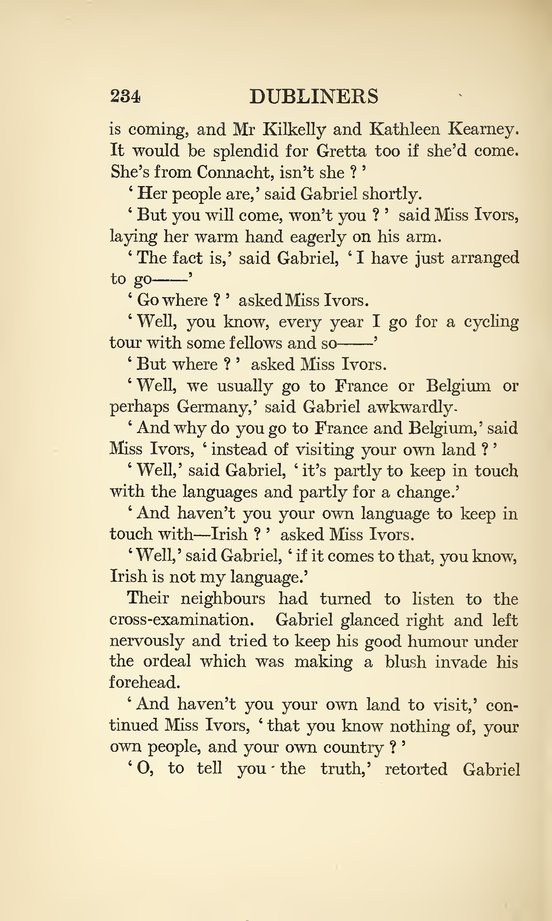 234 DUBLINERS
is coming, and Mr Kilkelly and Kathleen Kearney.
It would be splendid for Gretta too if she’d come.
She’s from Connacht, isn’t she ? ’
‘ Her people are,’ said Gabriel shortly.
‘ But you will come, won’t you ? ’ said Miss Ivors,
laying her warm hand eagerly on his arm.
‘ The fact is,’ said Gabriel, ‘ I have just arranged
to go——’
‘ Go where ? ’ asked Miss Ivors.
‘ Well, you know, every year I go for a cycling
tour with some fellows and so——’
‘ But where ? ’ asked Miss Ivors.
‘ Well, we usually go to France or Belgium or
perhaps Germany,’ said Gabriel awkwardly.
‘ And why do you go to France and Belgium,’ said
Miss Ivors, ‘ instead of visiting your own land ? ’
‘ Well,’ said Gabriel, ‘ it’s partly to keep in touch
with the languages and partly for a change.’
‘ And haven’t you your own language to keep in
touch with—Irish ? ’ asked Miss Ivors.
‘ Well,’ said Gabriel, ‘ if it comes to that, you know,
Irish is not my language.’
Their neighbours had turned to listen to the
cross-examination. Gabriel glanced right and left
nervously and tried to keep his good humour under
the ordeal which was making a blush invade his
forehead.
‘ And haven’t you your own land to visit,’ con-
tinued Miss Ivors, ‘ that you know nothing of, your
own people, and your own country ? ’
‘ O, to tell you the truth,’ retorted Gabriel